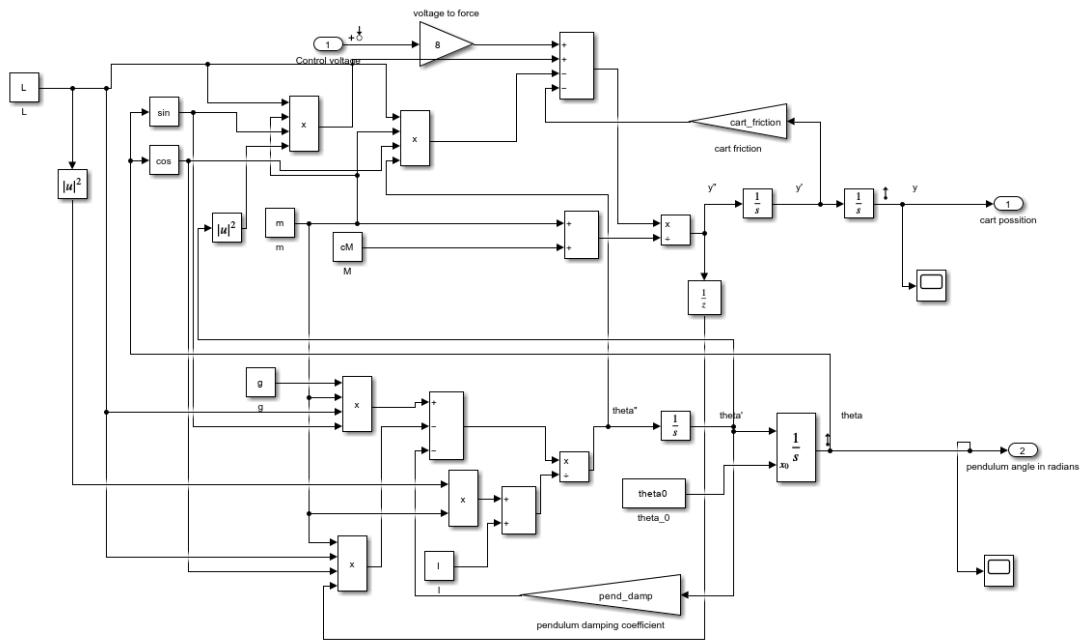 voltage to force
1
8
+
+
−
−
Control voltage
L
L
sin
x
x
cart_friction
cos
cart friction
|u|²
y"
1
s
y'
1
s
y
1
cart possition
|u|²
m
m
+
+
x
÷
cM
M
1
z
g
g
x
+
−
−
theta"
1
s
theta'
theta
1
s
x0
2
pendulum angle in radians
x
÷
x
+
+
theta0
theta_0
x
I
I
pend_damp
pendulum damping coefficient